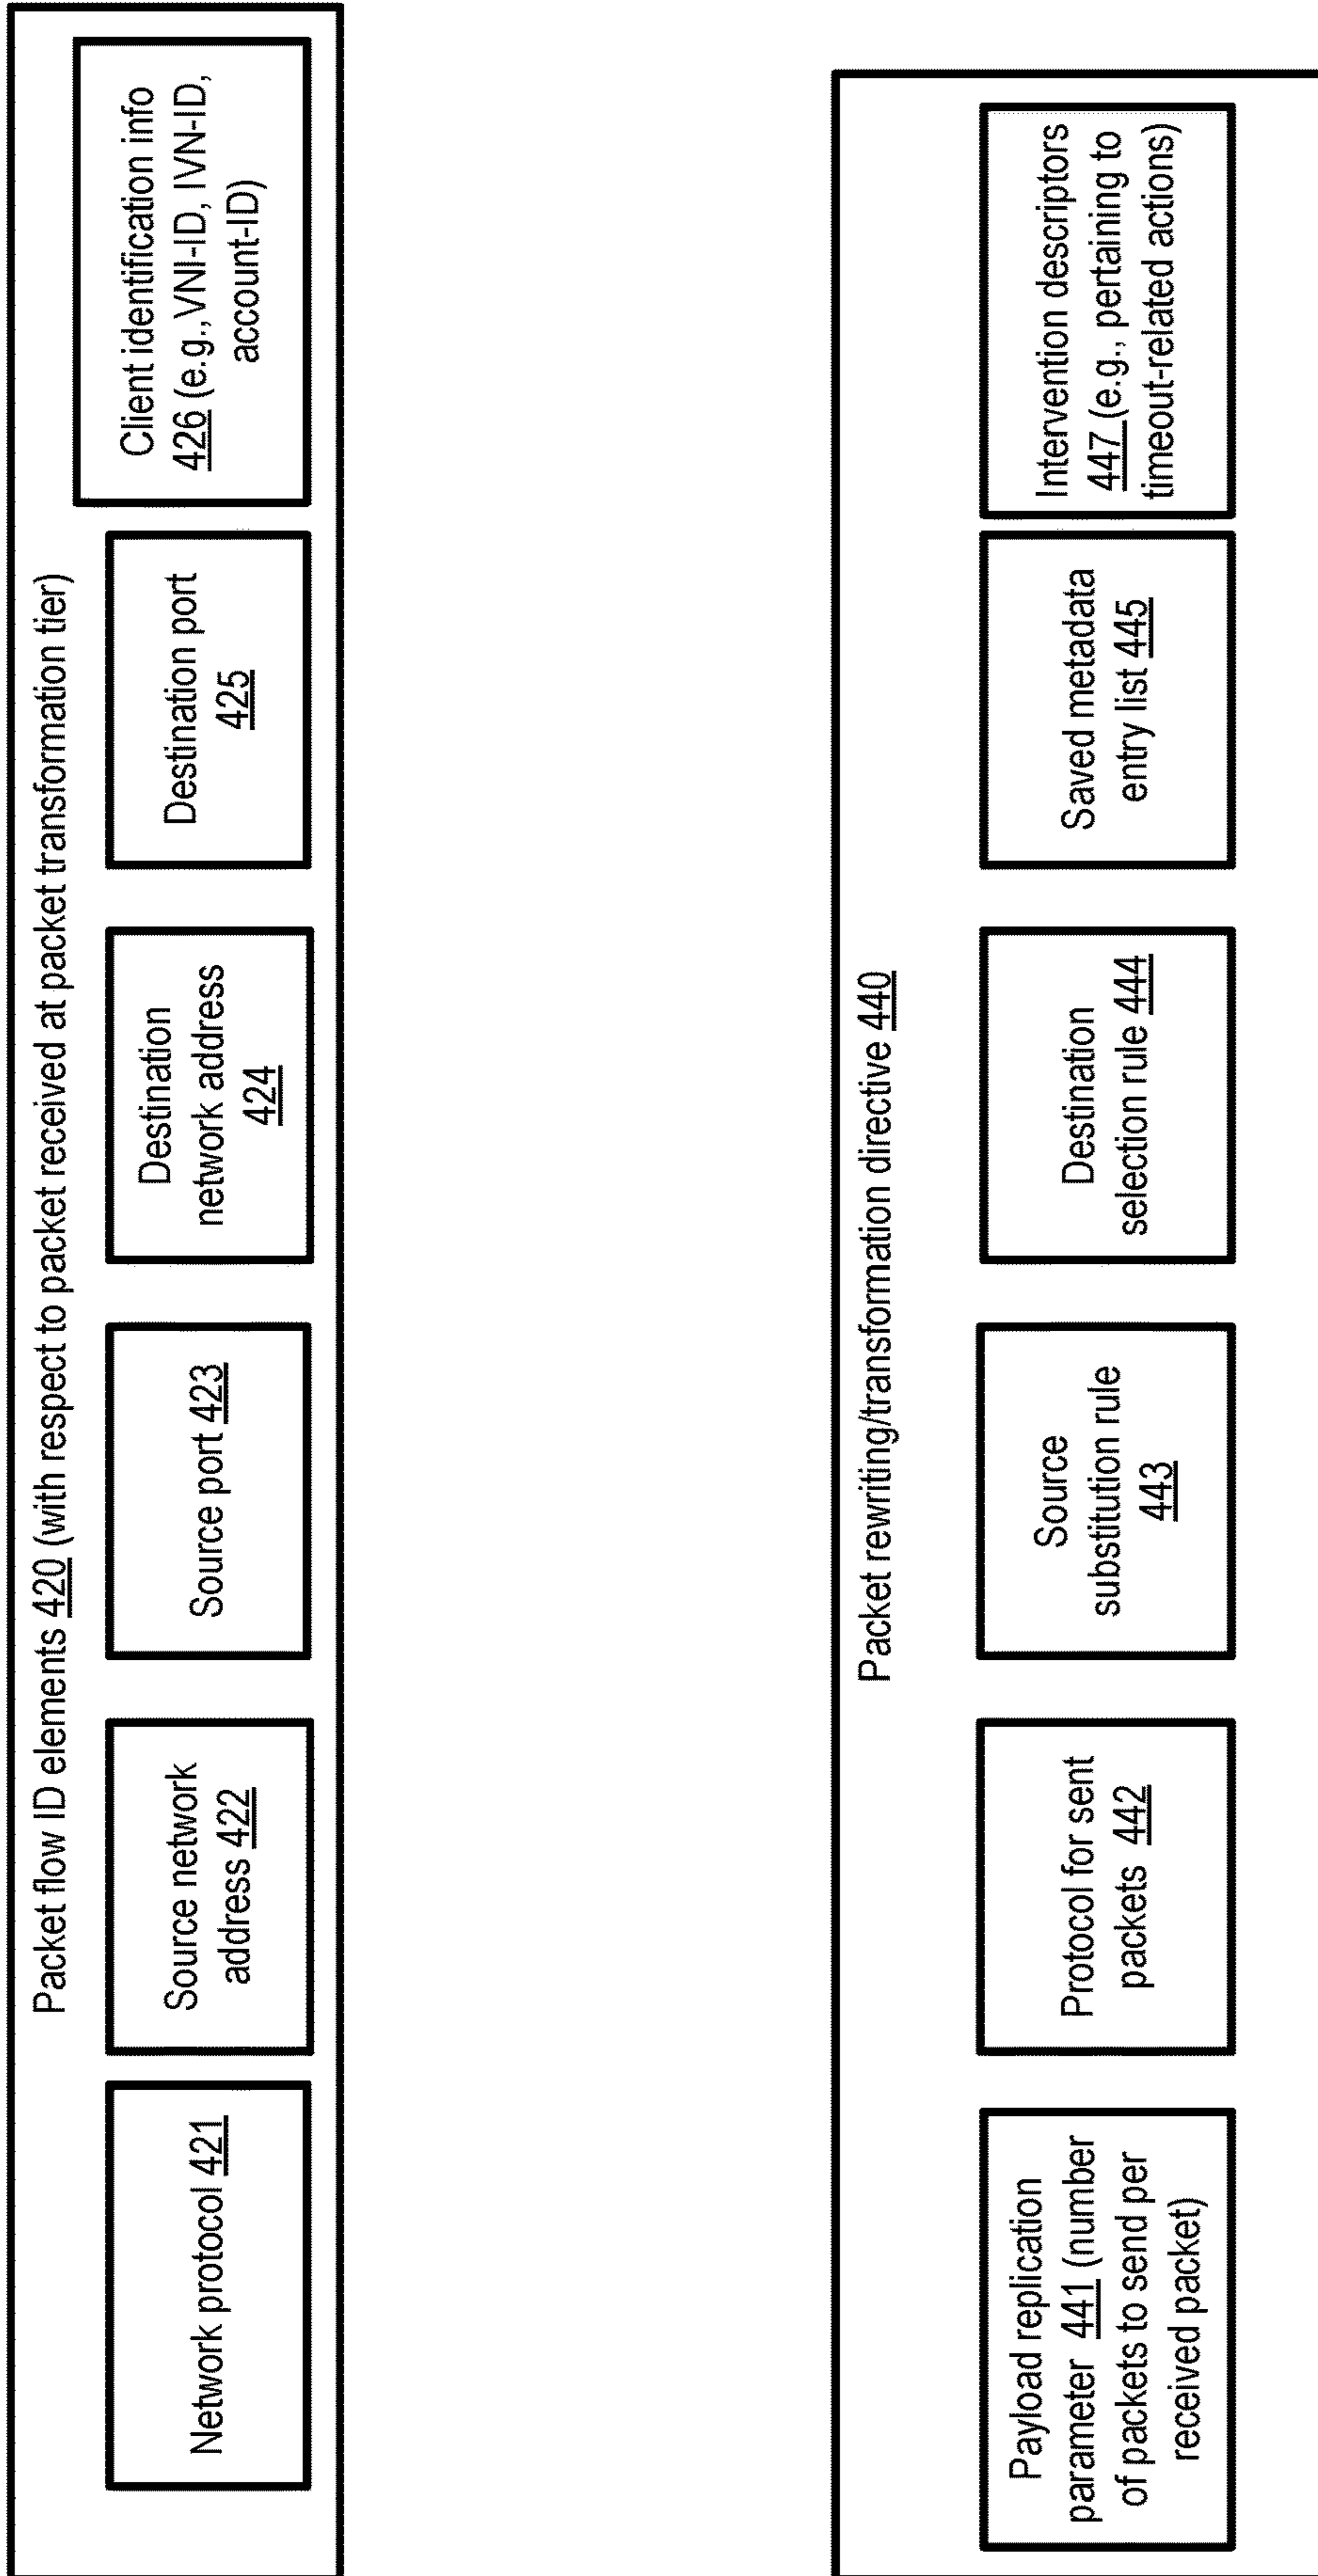 Packet flow ID elements 420 (with respect to packet received at packet transformation tier)
Network protocol 421
Source network
address 422
Source port 423
Destination
network address
424
Destination port
425
Client identification info
426 (e.g.,VNI-ID, IVN-ID,
account-ID)
Packet rewriting/transformation directive 440
Payload replication
parameter 441 (number
of packets to send per
received packet)
Protocol for sent
packets 442
Source
substitution rule
443
Destination
selection rule 444
Saved metadata
entry list 445
Intervention descriptors
447 (e.g., pertaining to
timeout-related actions)